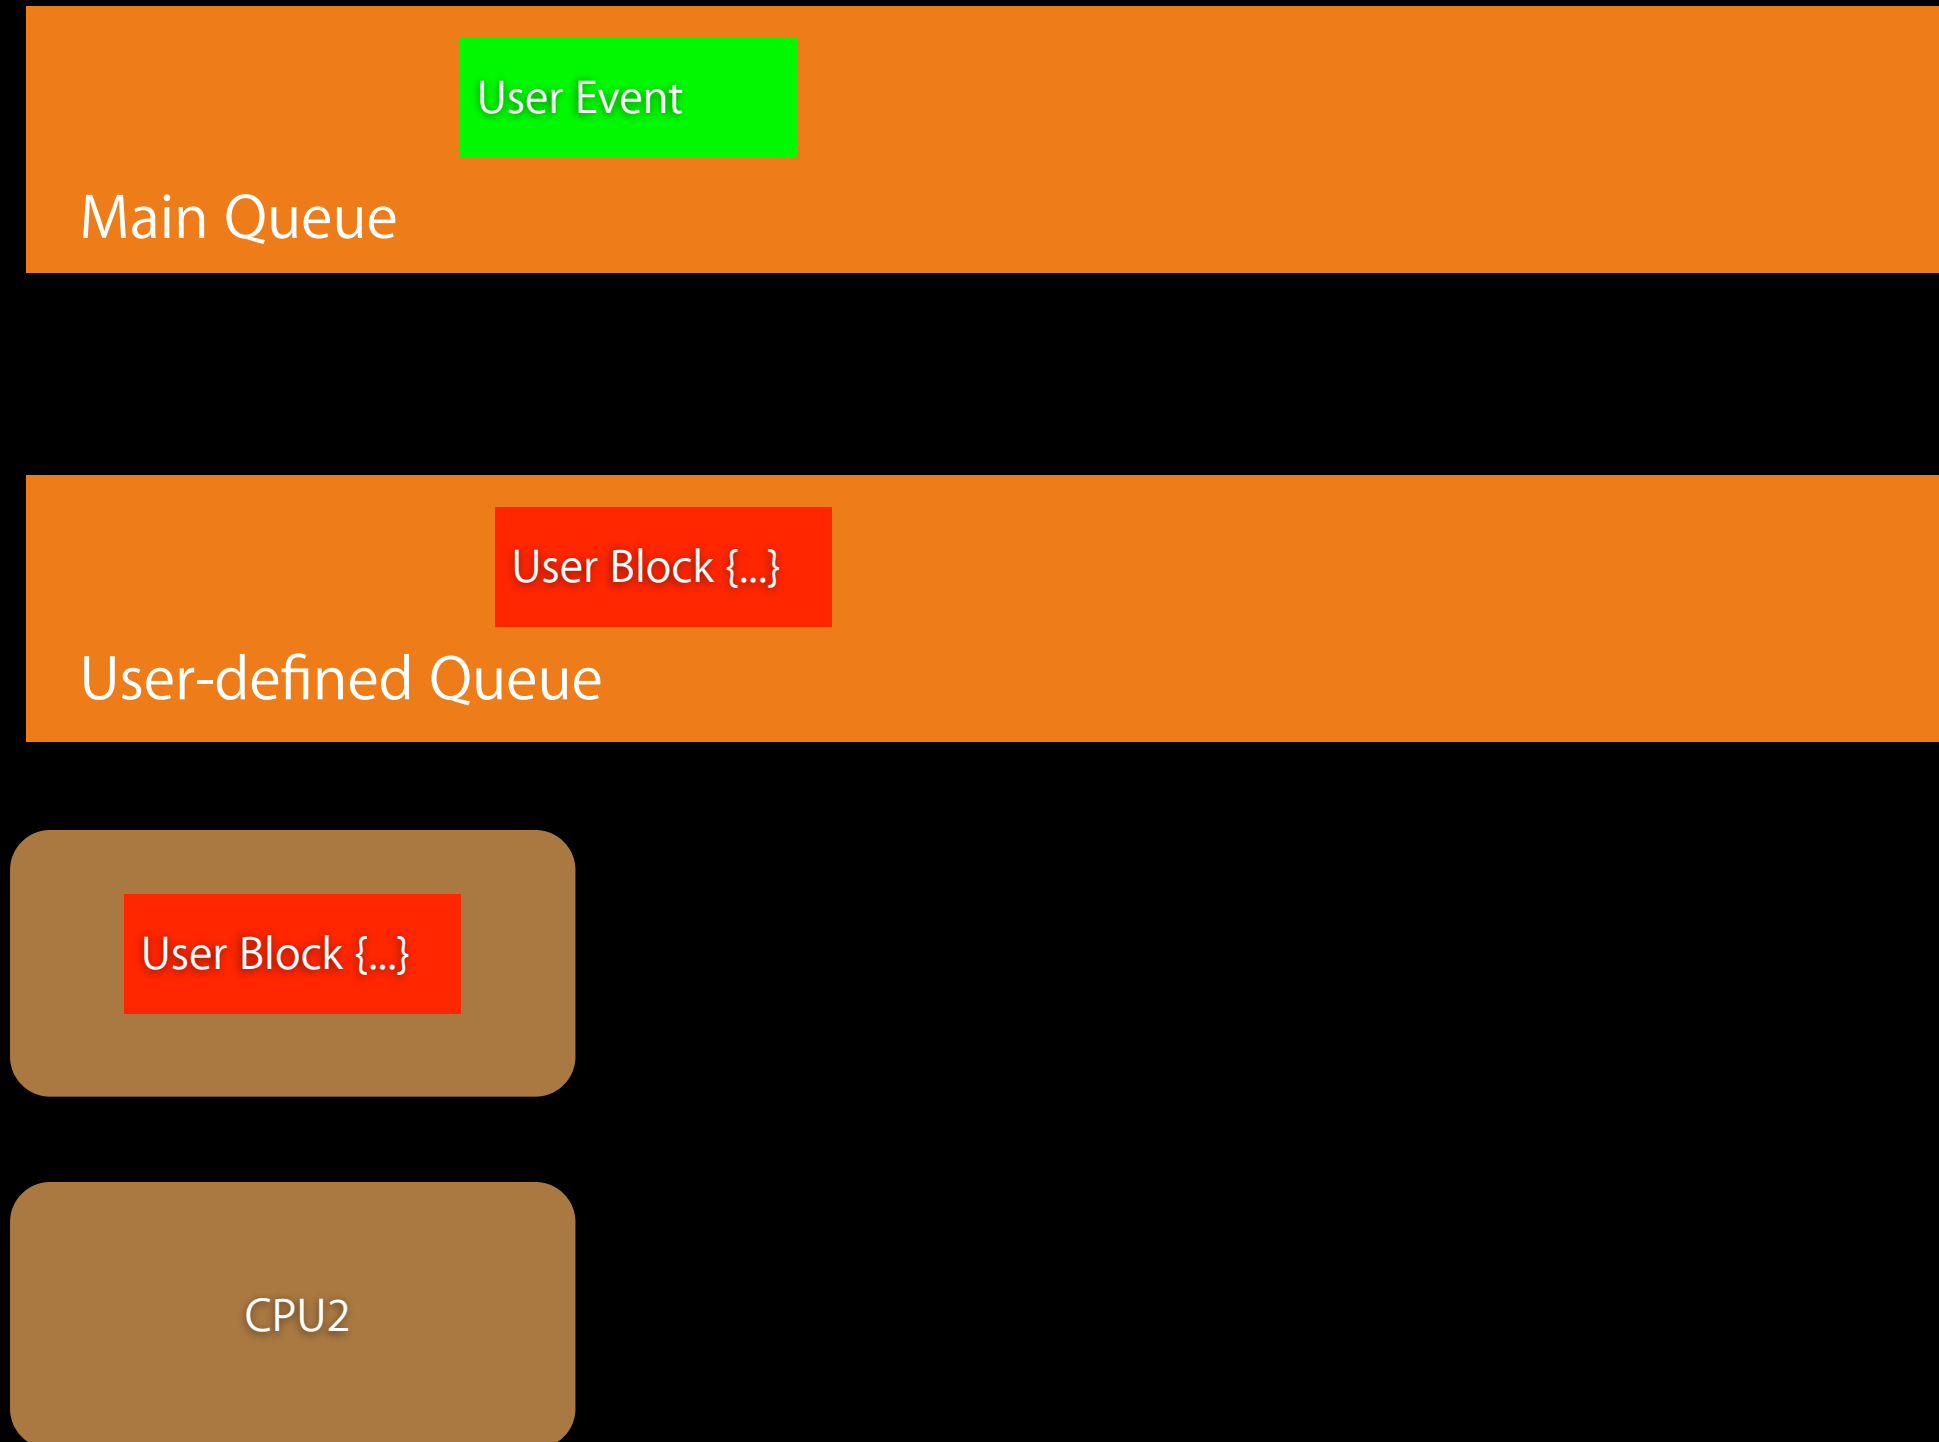 User Event
Main Queue
User Block {...}
User-defined Queue
User Block {...}
CPU2